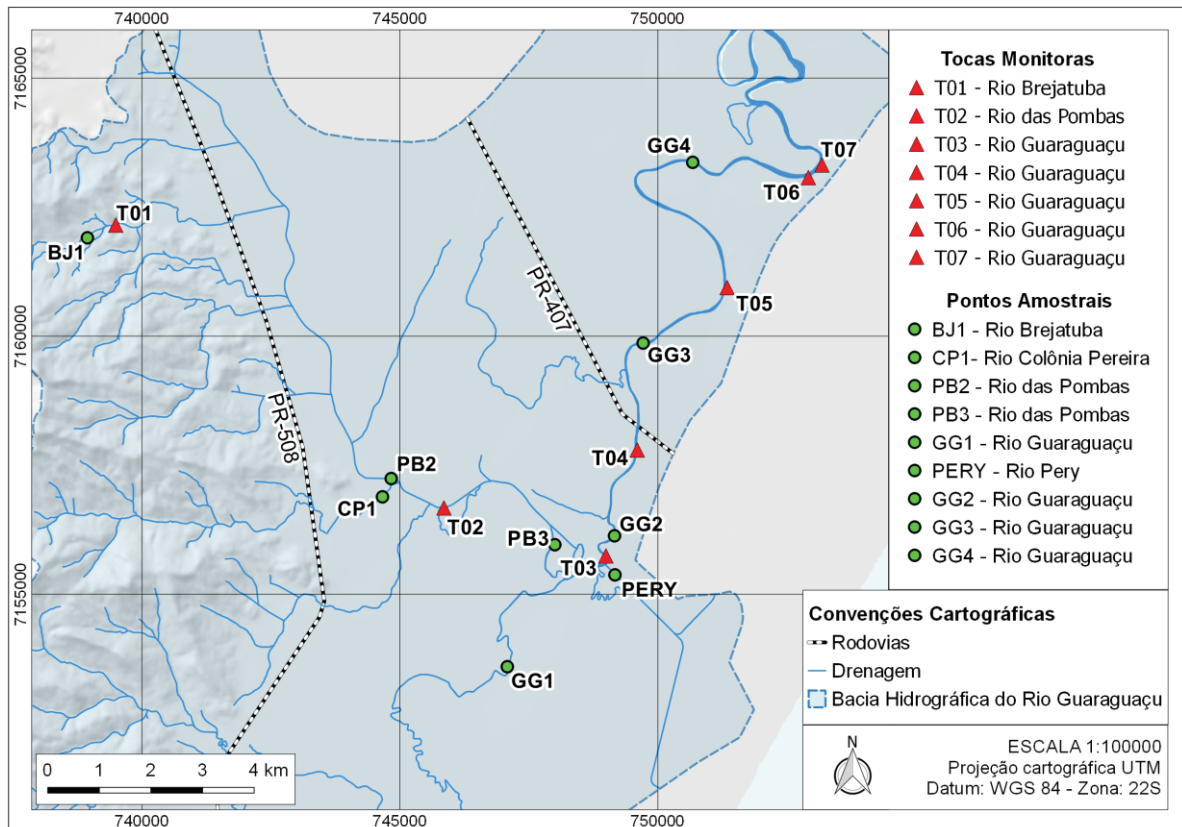 740000
745000
750000
7165000
7160000
7155000
GG4
T07
T06
T01
BJ1
PR-407
T05
GG3
PR-508
T04
PB2
CP1
T02
GG2
PB3
T03
PERY
GG1
0 1 2 3 4 km
740000
745000
750000
Tocas Monitoras
T01 - Rio Brejatuba
T02 - Rio das Pombas
T03 - Rio Guaraguaçu
T04 - Rio Guaraguaçu
T05 - Rio Guaraguaçu
T06 - Rio Guaraguaçu
T07 - Rio Guaraguaçu
Pontos Amostrais
BJ1 - Rio Brejatuba
CP1- Rio Colônia Pereira
PB2 - Rio das Pombas
PB3 - Rio das Pombas
GG1 - Rio Guaraguaçu
PERY - Rio Pery
GG2 - Rio Guaraguaçu
GG3 - Rio Guaraguaçu
GG4 - Rio Guaraguaçu
Convenções Cartográficas
Rodovias
Drenagem
Bacia Hidrográfica do Rio Guaraguaçu
N
ESCALA 1:100000
Projeção cartográfica UTM
Datum: WGS 84 - Zona: 22S